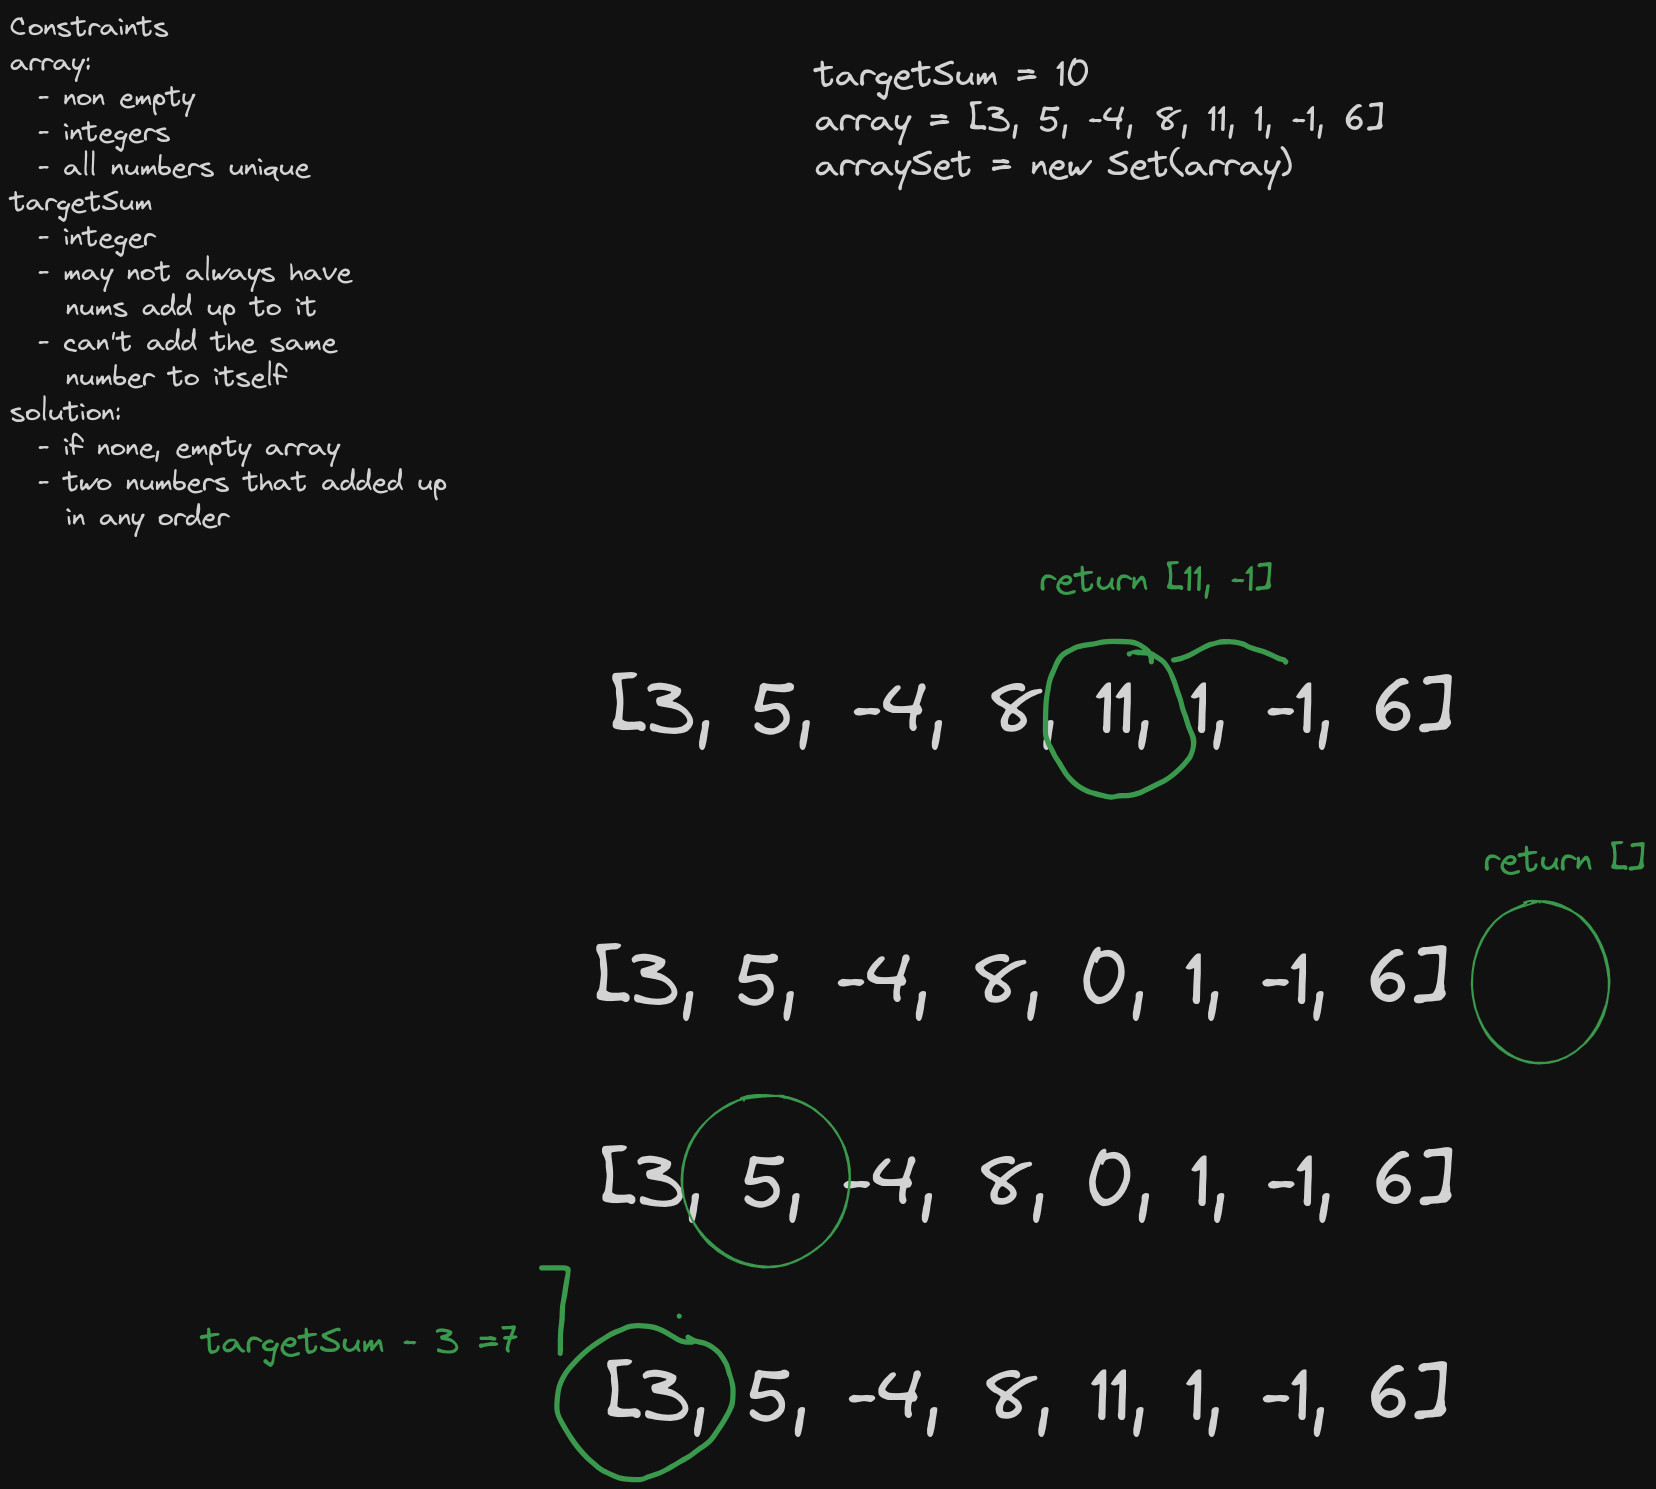 Constraints
array:
- non empty
- integers
- all numbers unique
targetSum
- integer
- may not always have
nums add up to it
- can't add the same
number to itself
solution:
- if none, empty array
- two numbers that added up
in any order
targetSum = 10
array = [3, 5, -4, 8, 11, 1, -1, 6]
arraySet = new Set(array)
return [11, -1]
[3, 5, -4, 8, 11, 1, -1, 6]
return []
[3, 5, -4, 8, 0, 1, -1, 6]
[3, 5, -4, 8, 0, 1, -1, 6]
7
targetSum - 3 =7
[3, 5, -4, 8, 11, 1, -1, 6]